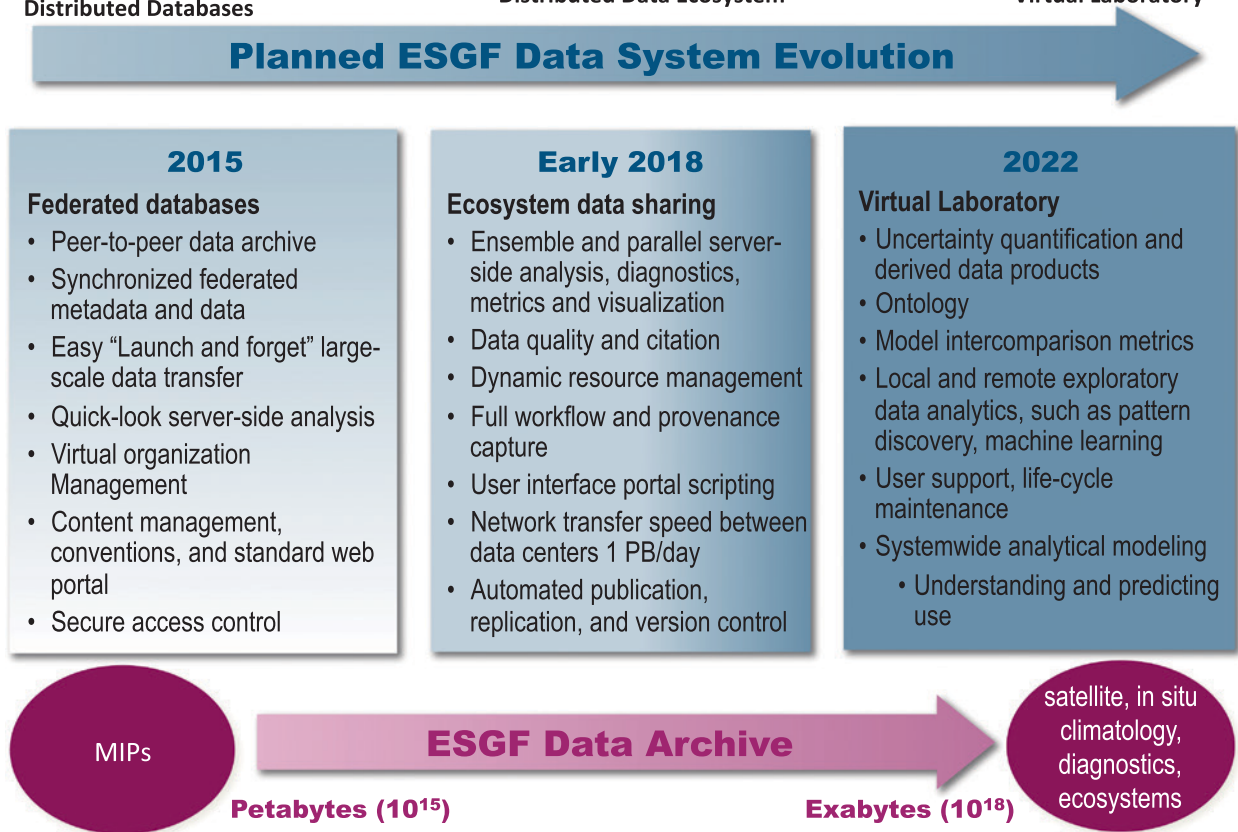 Distributed Databases
Distributed Data Ecosystem
Virtual Laboratory
Planned ESGF Data System Evolution
2015
Federated databases
• Peer-to-peer data archive
• Synchronized federated
metadata and data
• Easy “Launch and forget” large-
scale data transfer
• Quick-look server-side analysis
• Virtual organization
Management
• Content management,
conventions, and standard web
portal
• Secure access control
Early 2018
Ecosystem data sharing
• Ensemble and parallel server-
side analysis, diagnostics,
metrics and visualization
• Data quality and citation
• Dynamic resource management
• Full workflow and provenance
capture
• User interface portal scripting
• Network transfer speed between
data centers 1 PB/day
• Automated publication,
replication, and version control
2022
Virtual Laboratory
• Uncertainty quantification and
derived data products
• Ontology
• Model intercomparison metrics
• Local and remote exploratory
data analytics, such as pattern
discovery, machine learning
• User support, life-cycle
maintenance
• Systemwide analytical modeling
• Understanding and predicting
use
MIPs
ESGF Data Archive
Petabytes (10¹⁵)
Exabytes (10¹⁸)
satellite, in situ
climatology,
diagnostics,
ecosystems